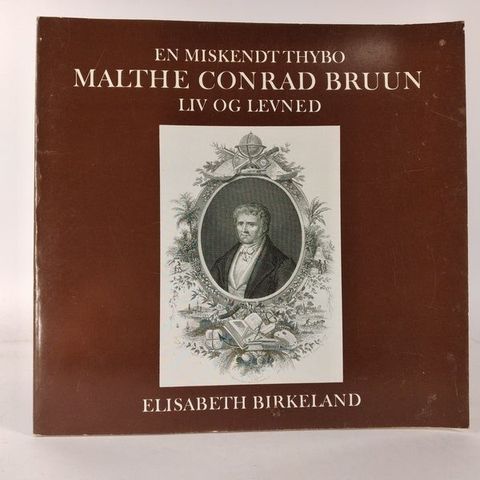 EN MISKENDT THYBO
MALTHE CONRAD BRUUN
LIV OG LEVNED
ELISABETH BIRKELAND